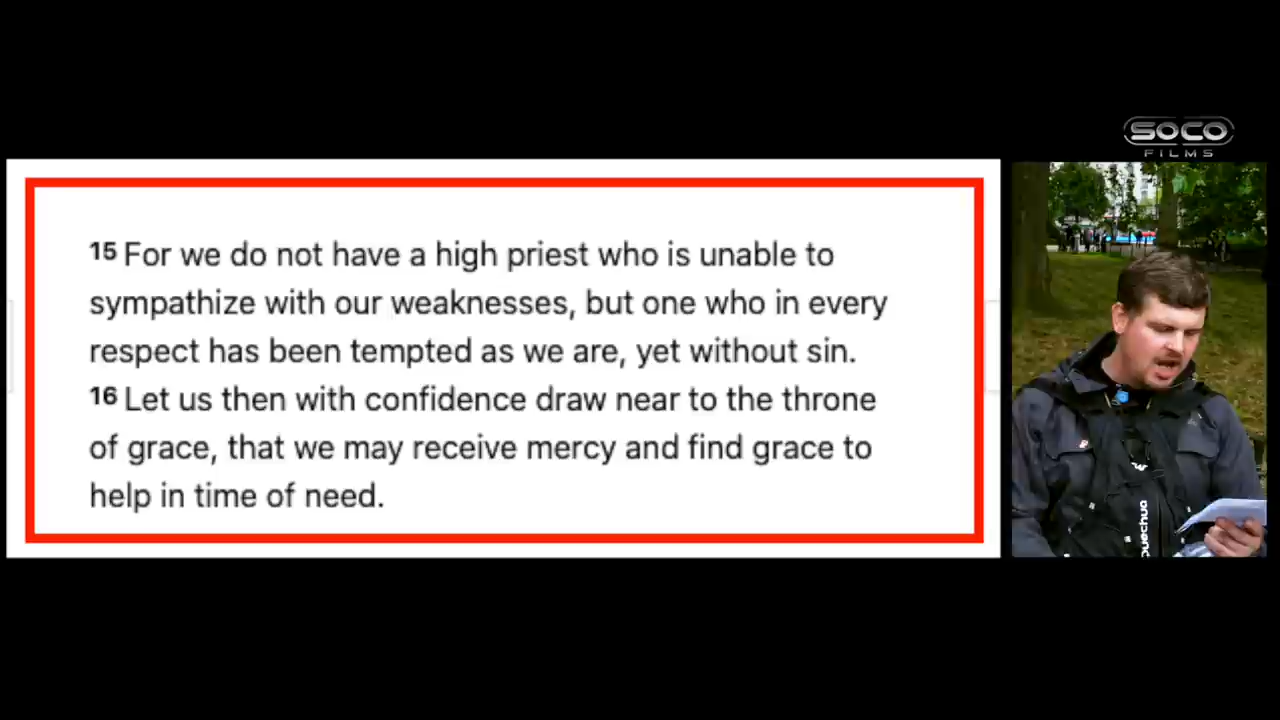 SOCO
FILMS
15 For we do not have a high priest who is unable to
sympathize with our weaknesses, but one who in every
respect has been tempted as we are, yet without sin.
16 Let us then with confidence draw near to the throne
of grace, that we may receive mercy and find grace to
help in time of need.
Quechua